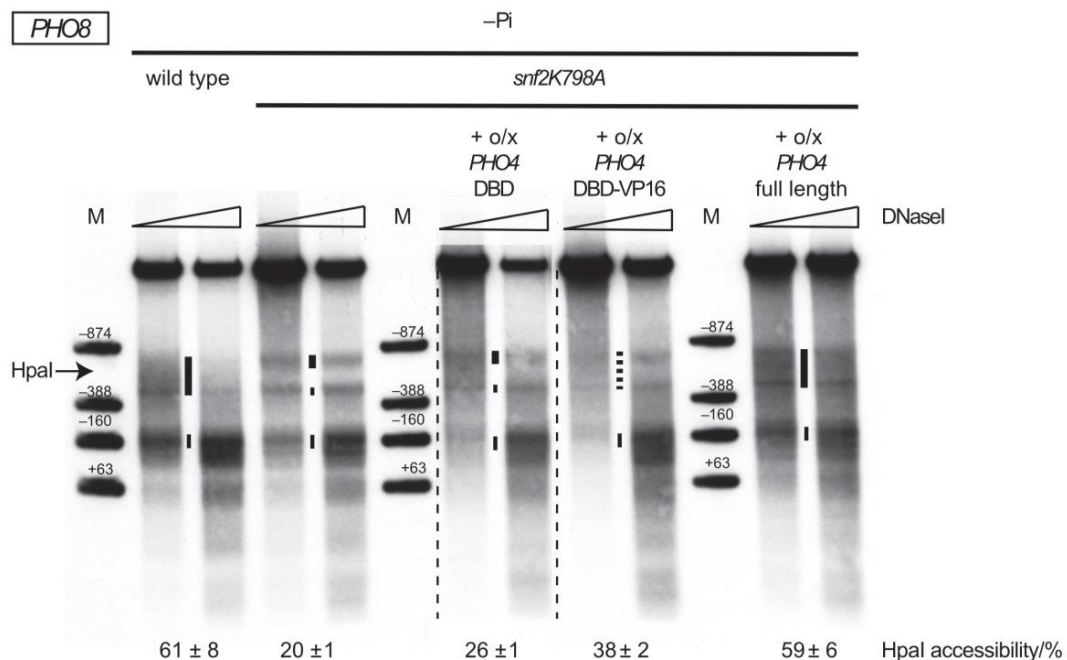 PHO8
–Pi
wild type
snf2K798A
+ o/x
PHO4
DBD
+ o/x
PHO4
DBD-VP16
+ o/x
PHO4
full length
M
M
M
DNaseI
–874
HpaI
–388
–160
+63
–874
–388
–160
+63
–874
–388
–160
+63
61 ± 8
20 ±1
26 ±1
38± 2
59± 6
HpaI accessibility/%